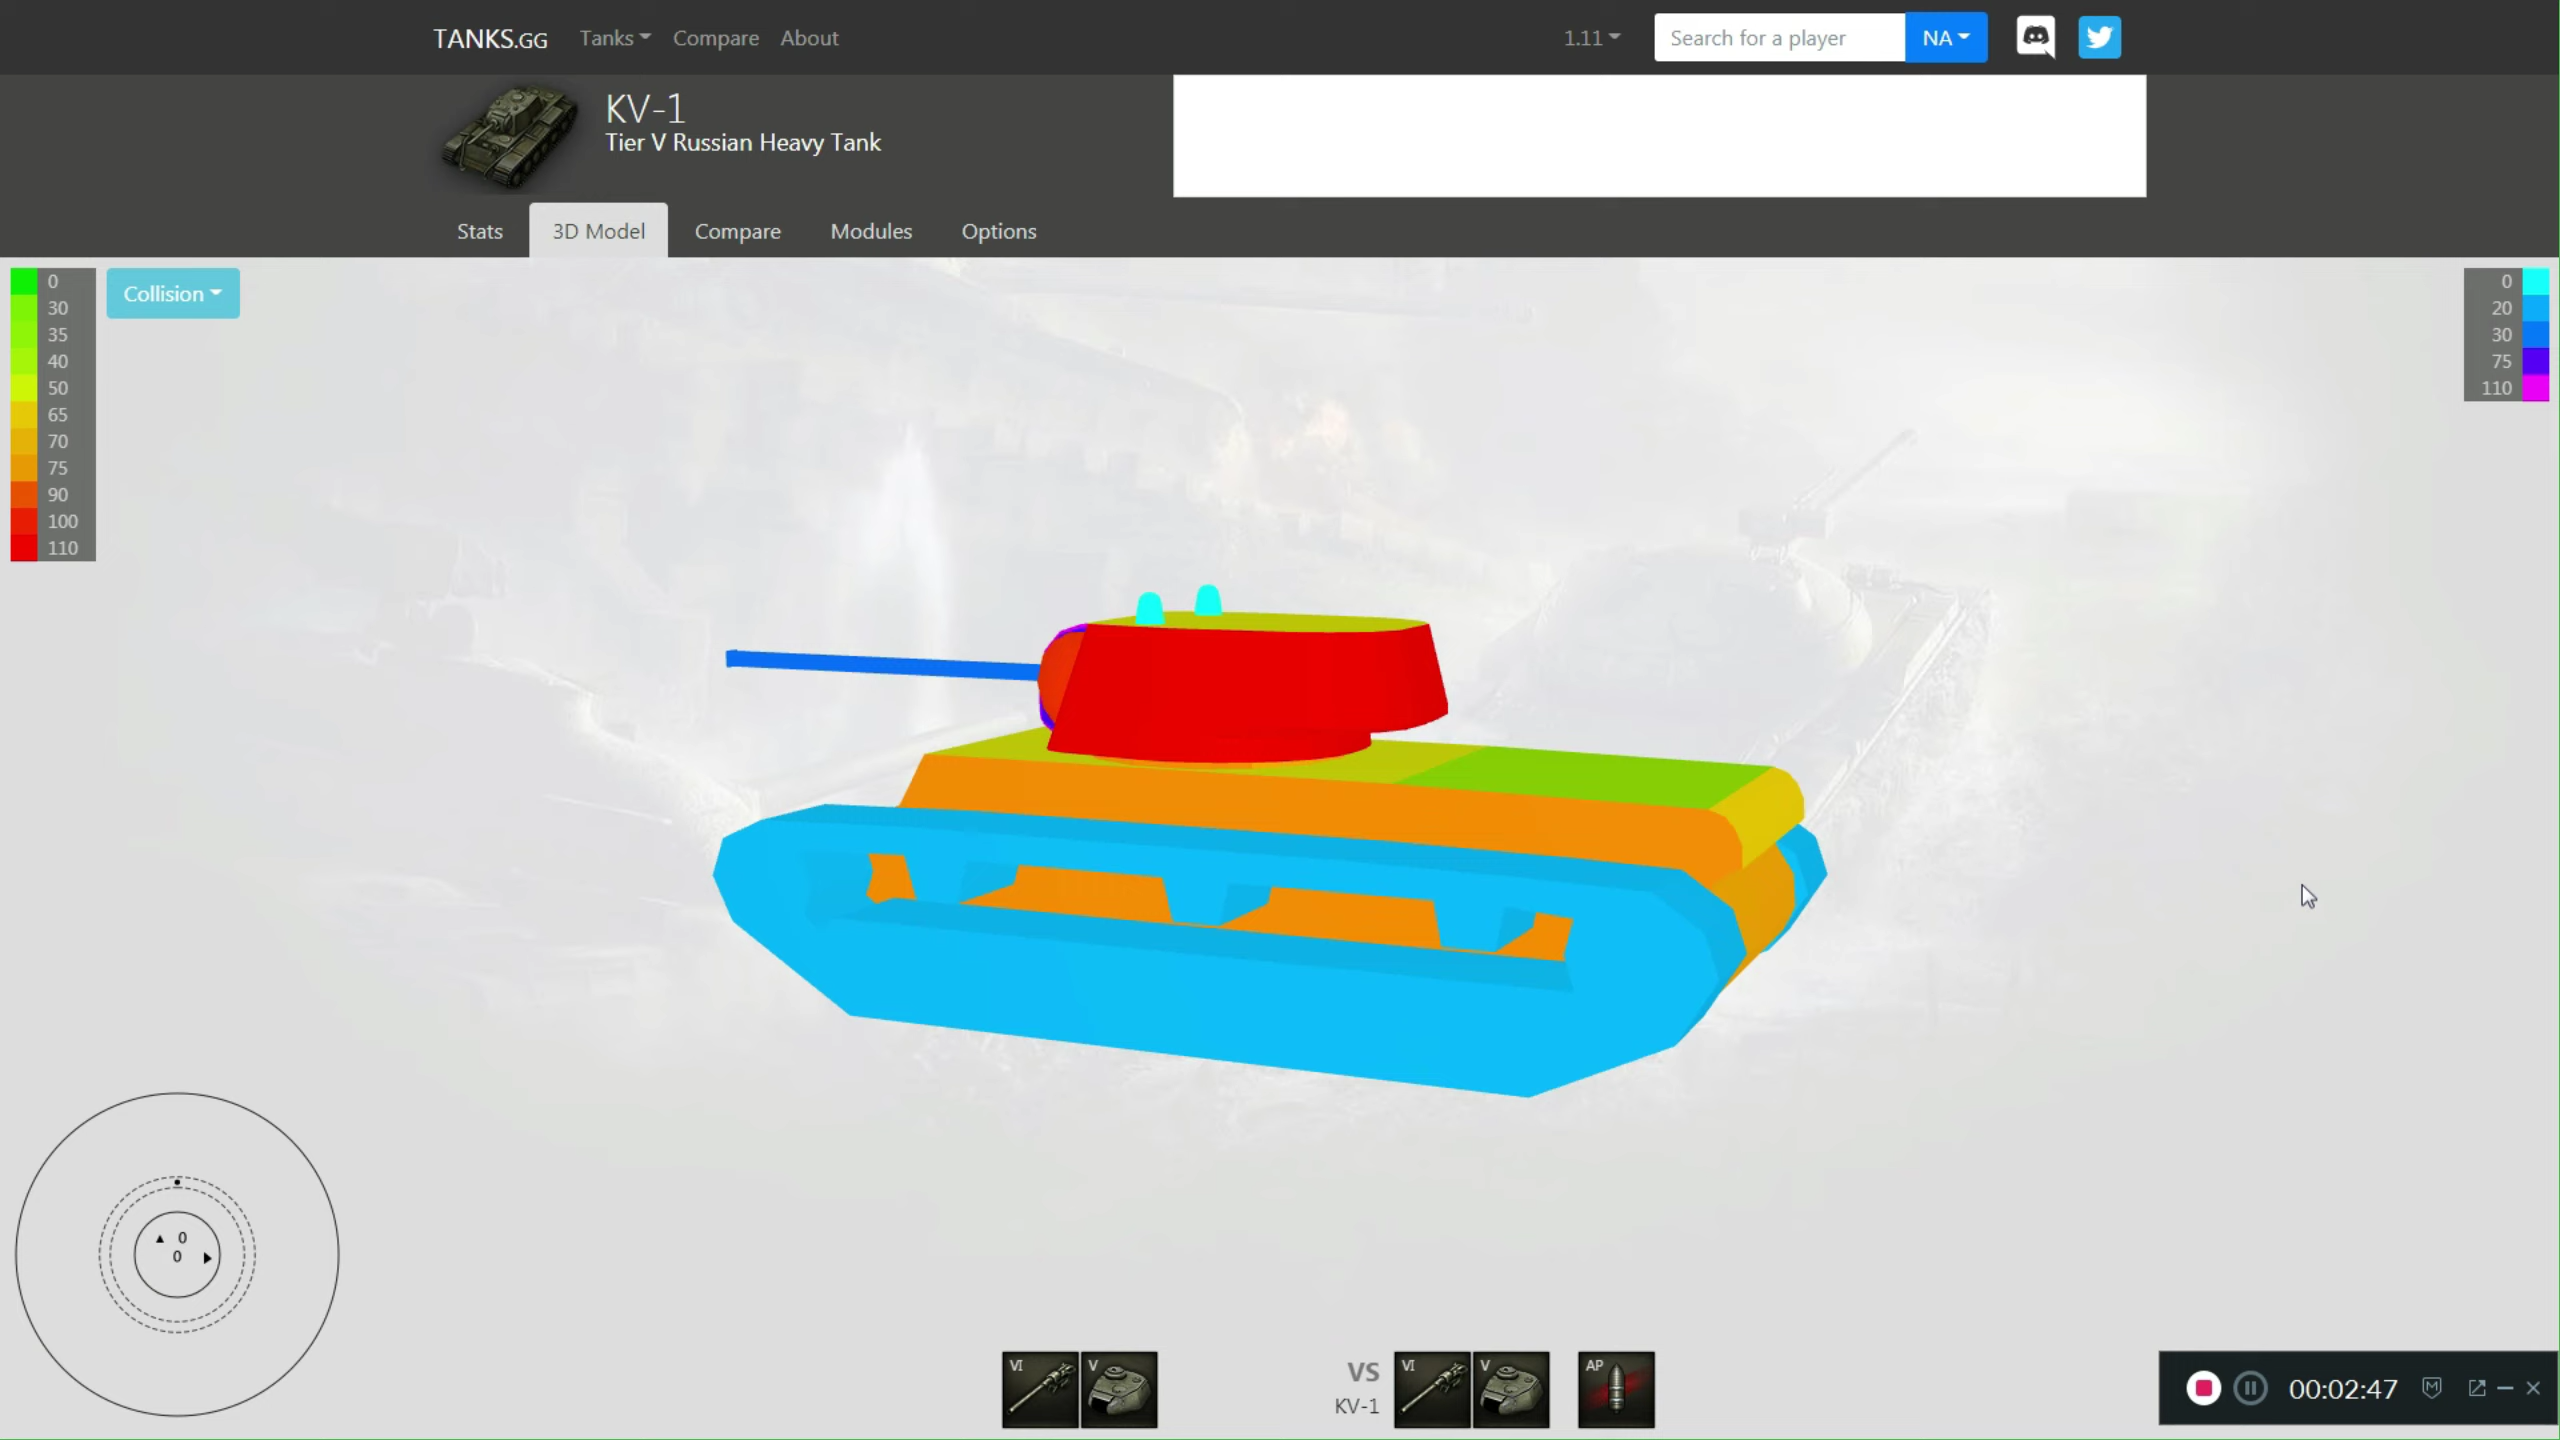 TANKS.GG Tanks Compare About 1.11 Search for a player NA
KV-1
Tier V Russian Heavy Tank
Stats 3D Model Compare Modules Options
Collision
0
30
35
40
50
65
70
75
90
100
110
0
20
30
75
110
0
0
VI V
VS
KV-1
VI V AP
00:02:47